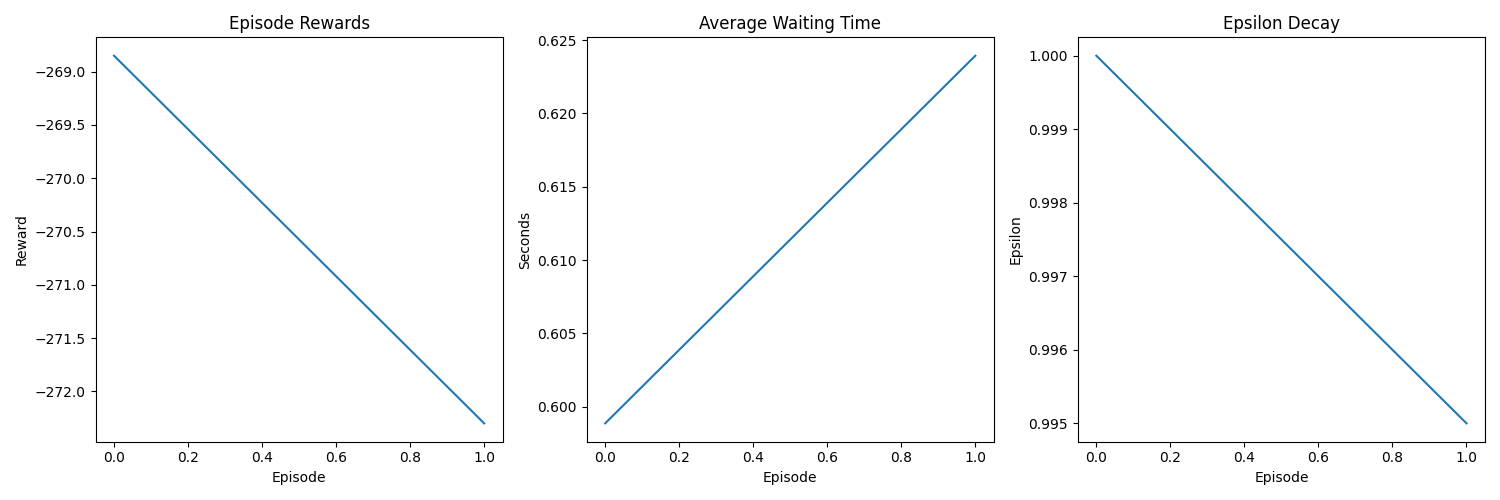 Episode Rewards
Reward
−269.0
−269.5
−270.0
−270.5
−271.0
−271.5
−272.0
0.0 0.2 0.4 0.6 0.8 1.0
Episode
Average Waiting Time
Seconds
0.625
0.620
0.615
0.610
0.605
0.600
0.0 0.2 0.4 0.6 0.8 1.0
Episode
Epsilon Decay
Epsilon
1.000
0.999
0.998
0.997
0.996
0.995
0.0 0.2 0.4 0.6 0.8 1.0
Episode